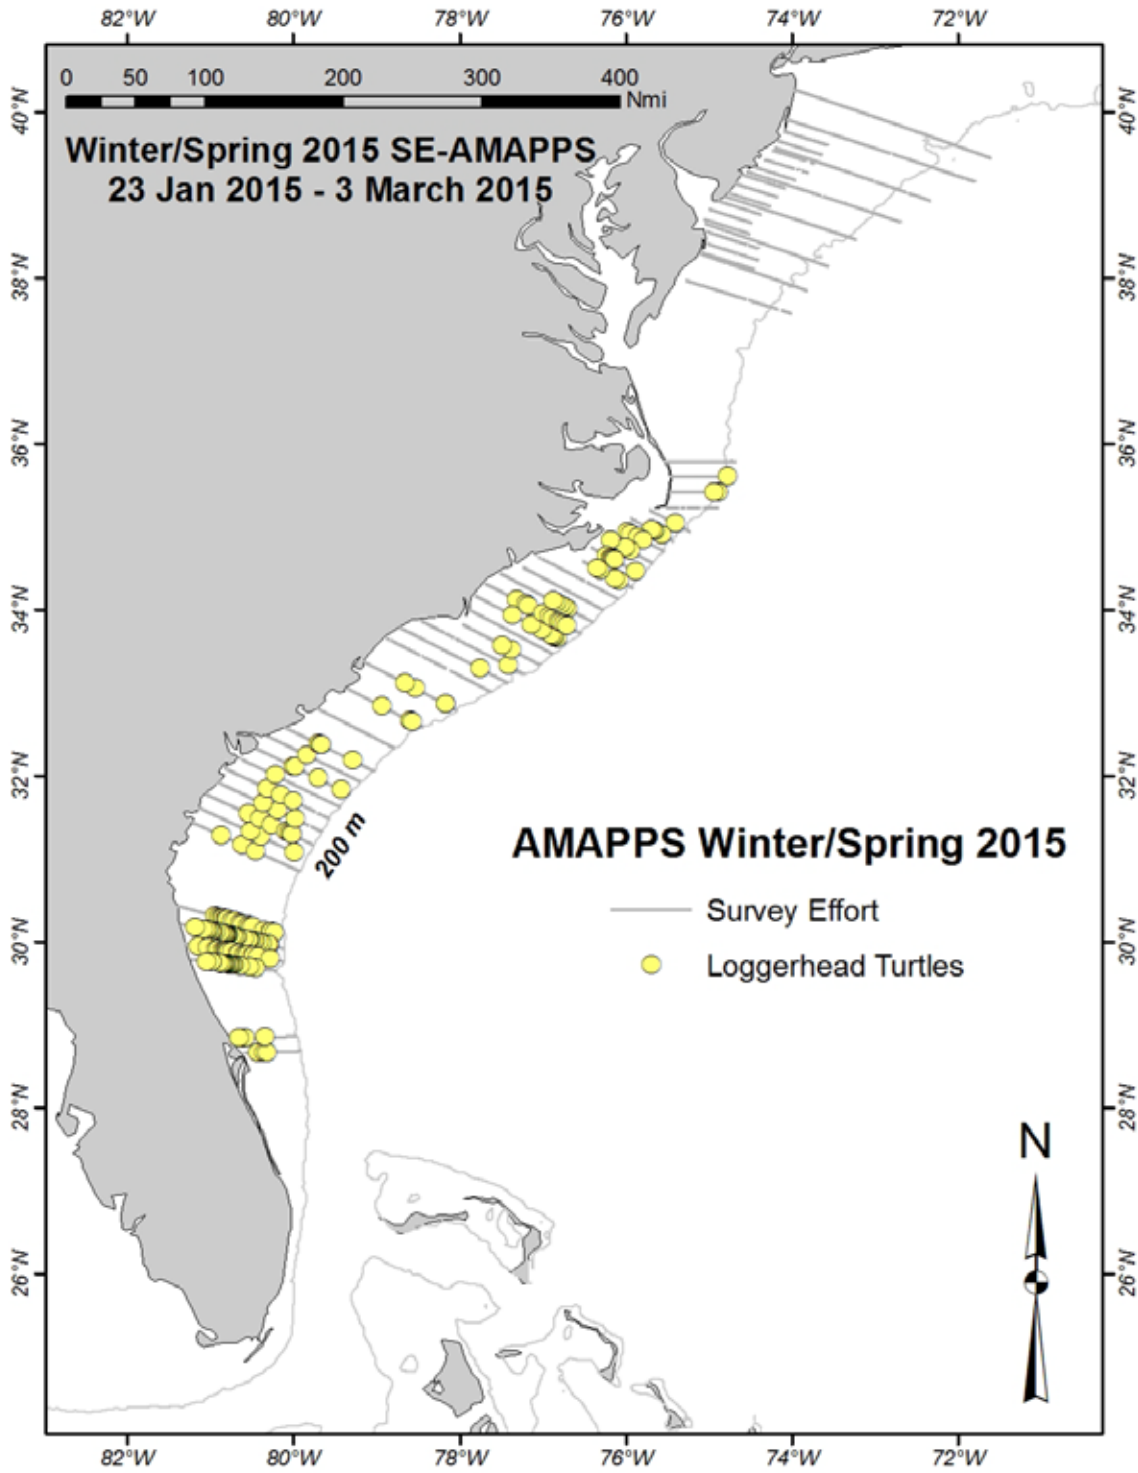 82°W 80°W 78°W 76°W 74°W 72°W
0 50 100 200 300 400
Nmi
Winter/Spring 2015 SE-AMAPPS
23 Jan 2015 - 3 March 2015
40°N 40°N
38°N 38°N
36°N 36°N
34°N 34°N
32°N 32°N
200 m
AMAPPS Winter/Spring 2015
Survey Effort
30°N 30°N
Loggerhead Turtles
28°N 28°N
N
26°N 26°N
82°W 80°W 78°W 76°W 74°W 72°W